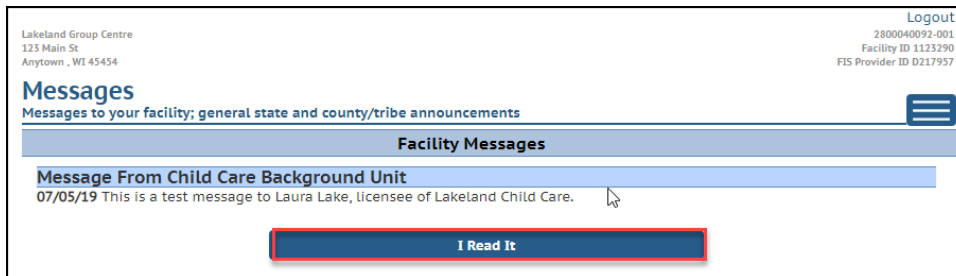 Logout
Lakeland Group Centre
2800040092-001
123 Main St
Facility ID 1123290
Anytown , WI 45454
FIS Provider ID D217957
Messages
Messages to your facility; general state and county/tribe announcements
Facility Messages
Message From Child Care Background Unit
07/05/19 This is a test message to Laura Lake, licensee of Lakeland Child Care.
I Read It